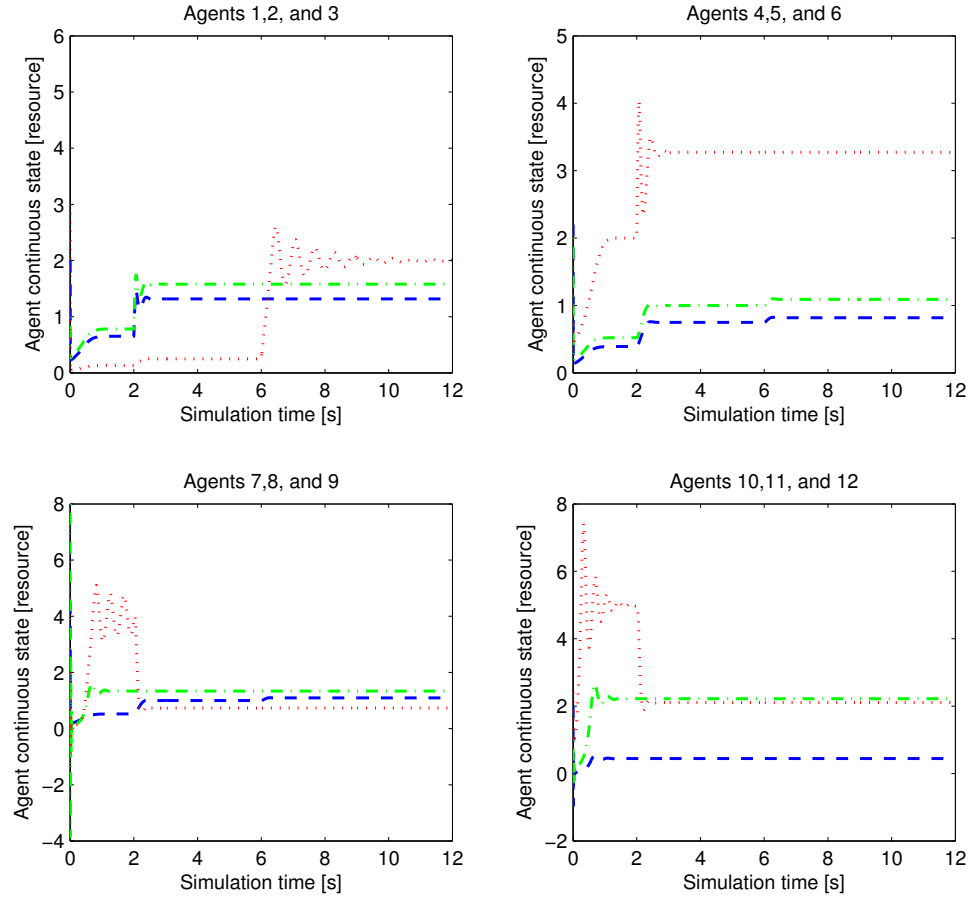 Agents 1,2, and 3
6
5
4
3
2
1
0
0 2 4 6 8 10 12
Simulation time [s]
Agent continuous state [resource]
Agents 4,5, and 6
5
4
3
2
1
0
0 2 4 6 8 10 12
Simulation time [s]
Agent continuous state [resource]
Agents 7,8, and 9
8
6
4
2
0
−2
−4
0 2 4 6 8 10 12
Simulation time [s]
Agent continuous state [resource]
Agents 10,11, and 12
8
6
4
2
0
−2
0 2 4 6 8 10 12
Simulation time [s]
Agent continuous state [resource]